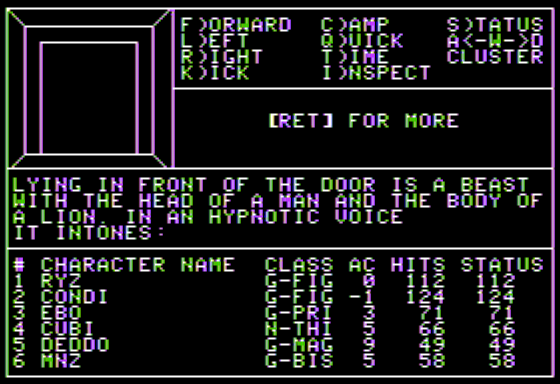 F)ORWARD C)AMP S)TATUS
L)EFT Q)UICK A<-W->D
R)IGHT T)IME CLUSTER
K)ICK I)NSPECT
[RET] FOR MORE
LYING IN FRONT OF THE DOOR IS A BEAST
WITH THE HEAD OF A MAN AND THE BODY OF
A LION. IN AN HYPNOTIC VOICE
IT INTONES:
# CHARACTER NAME CLASS AC HITS STATUS
1 RYZ G-FIG 0 112 112
2 CONDI G-FIG -1 124 124
3 EBO G-PRI 3 71 71
4 CUBI N-THI 5 66 66
5 DEDDO G-MAG 9 49 49
6 MNZ G-BIS 5 58 58